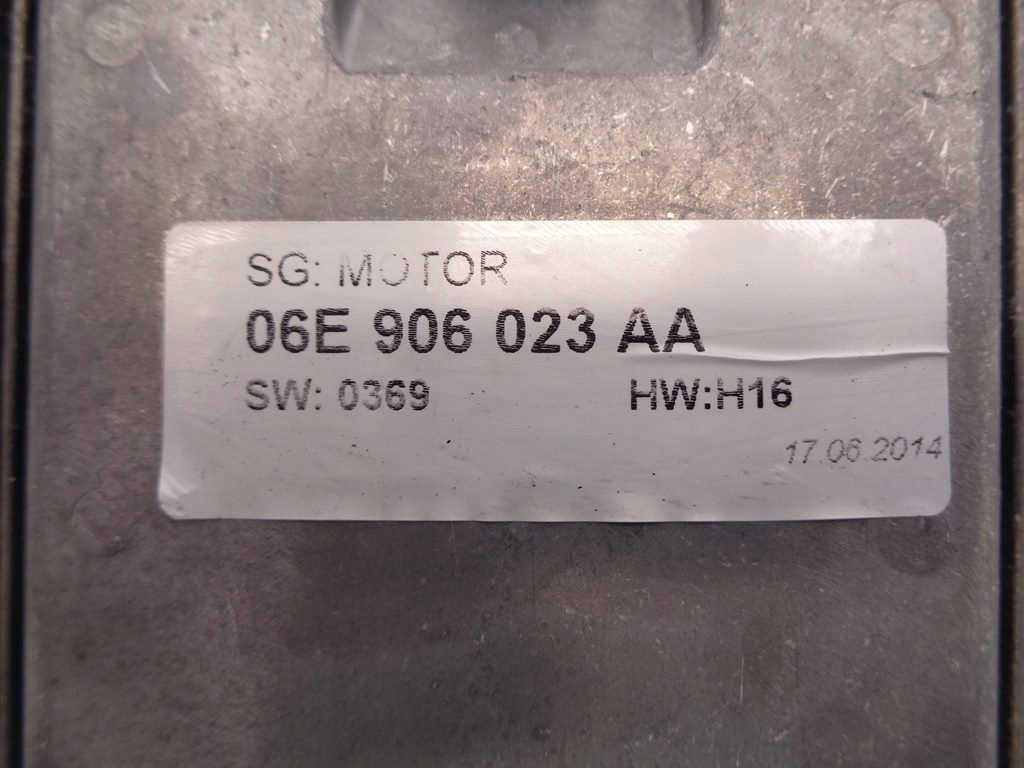 SG: MOTOR
06E 906 023 AA
SW: 0369 HW:H16
17.06.2014